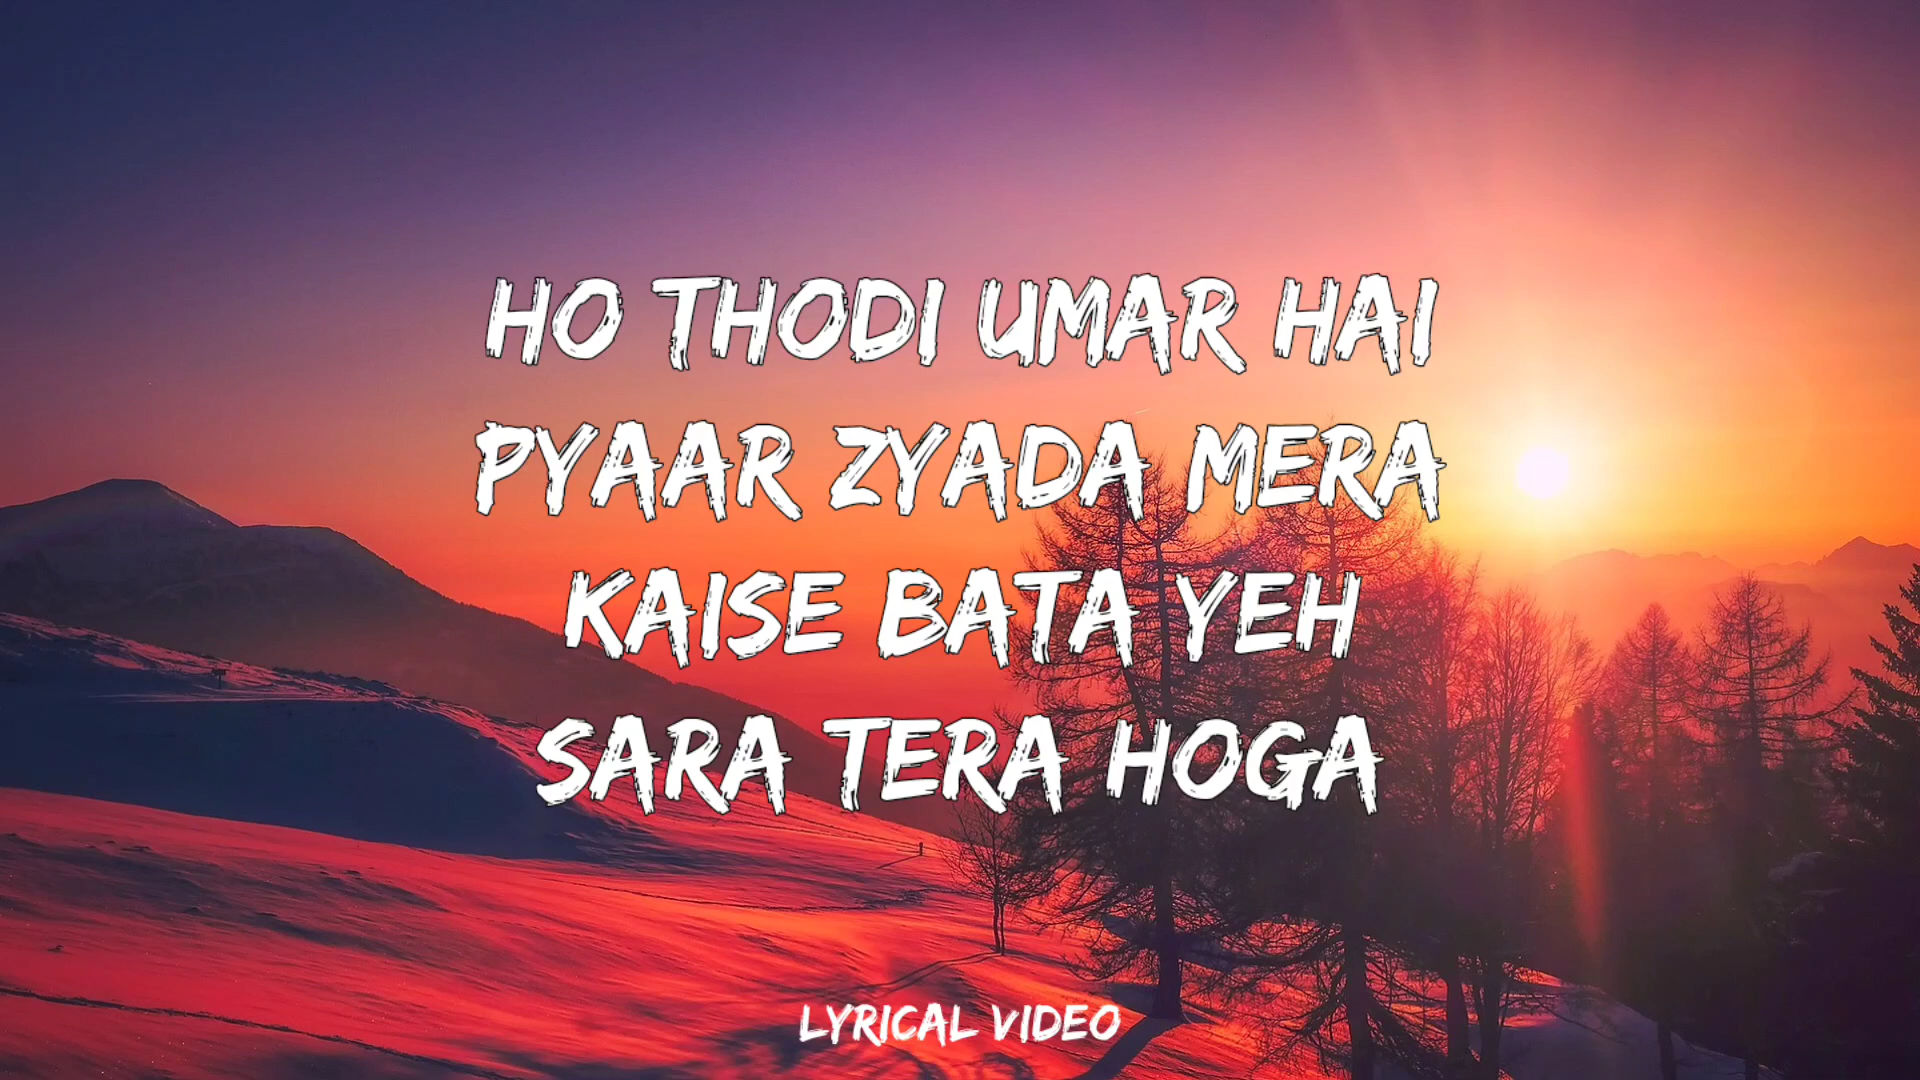 HO THODI UMAR HAI
PYAAR ZYADA MERA
KAISE BATA YEH
SARA TERA HOGA
LYRICAL VIDEO